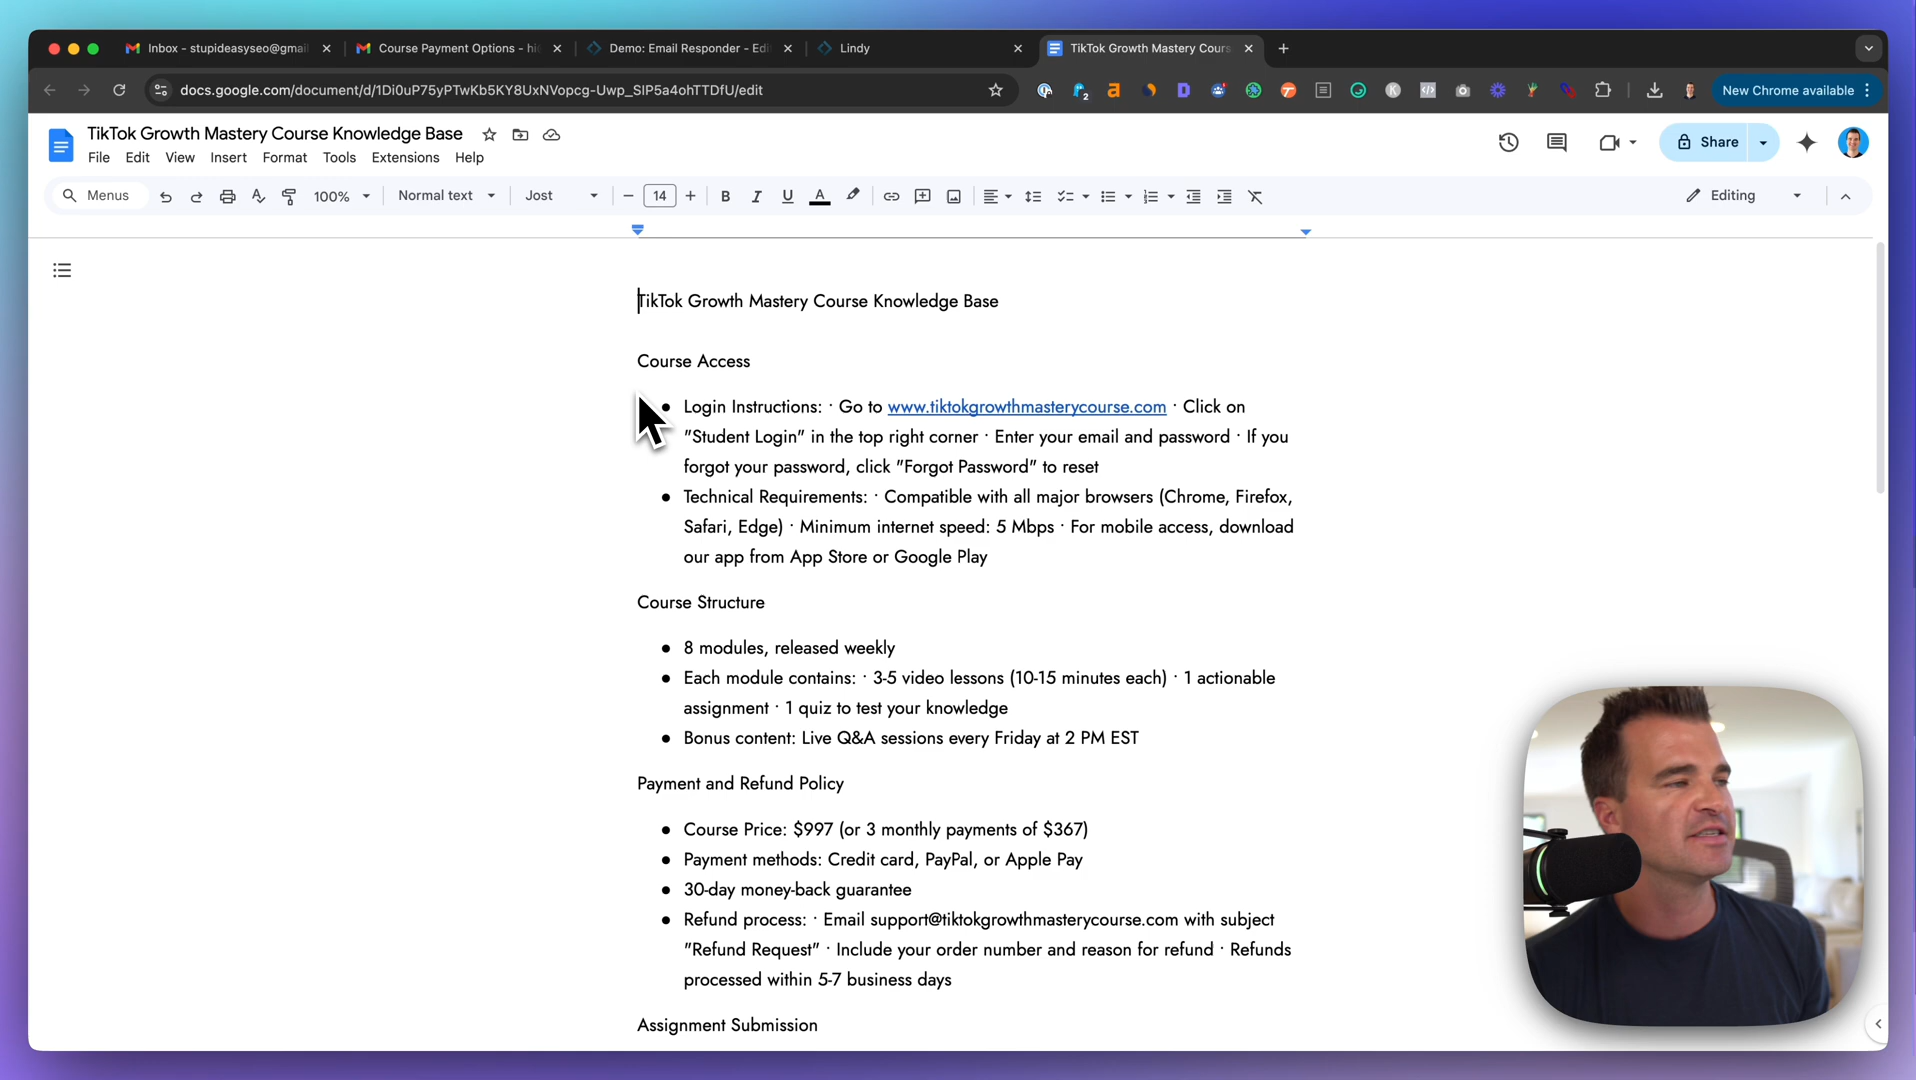 Inbox - stupideasyseo@gmai
Course Payment Options - hi
Demo: Email Responder - Edi
Lindy
TikTok Growth Mastery Cours
docs.google.com/document/d/1Di0uP75yPTwKb5KY8UxNVopcg-Uwp_SlP5a4ohTTDfU/edit
New Chrome available
TikTok Growth Mastery Course Knowledge Base
File Edit View Insert Format Tools Extensions Help
Share
Menus
100%
Normal text
Jost
14
Editing
TikTok Growth Mastery Course Knowledge Base
Course Access
● Login Instructions: · Go to www.tiktokgrowthmasterycourse.com · Click on
"Student Login" in the top right corner · Enter your email and password · If you
forgot your password, click "Forgot Password" to reset
● Technical Requirements: · Compatible with all major browsers (Chrome, Firefox,
Safari, Edge) · Minimum internet speed: 5 Mbps · For mobile access, download
our app from App Store or Google Play
Course Structure
● 8 modules, released weekly
● Each module contains: · 3-5 video lessons (10-15 minutes each) · 1 actionable
assignment · 1 quiz to test your knowledge
● Bonus content: Live Q&A sessions every Friday at 2 PM EST
Payment and Refund Policy
● Course Price: $997 (or 3 monthly payments of $367)
● Payment methods: Credit card, PayPal, or Apple Pay
● 30-day money-back guarantee
● Refund process: · Email support@tiktokgrowthmasterycourse.com with subject
"Refund Request" · Include your order number and reason for refund · Refunds
processed within 5-7 business days
Assignment Submission